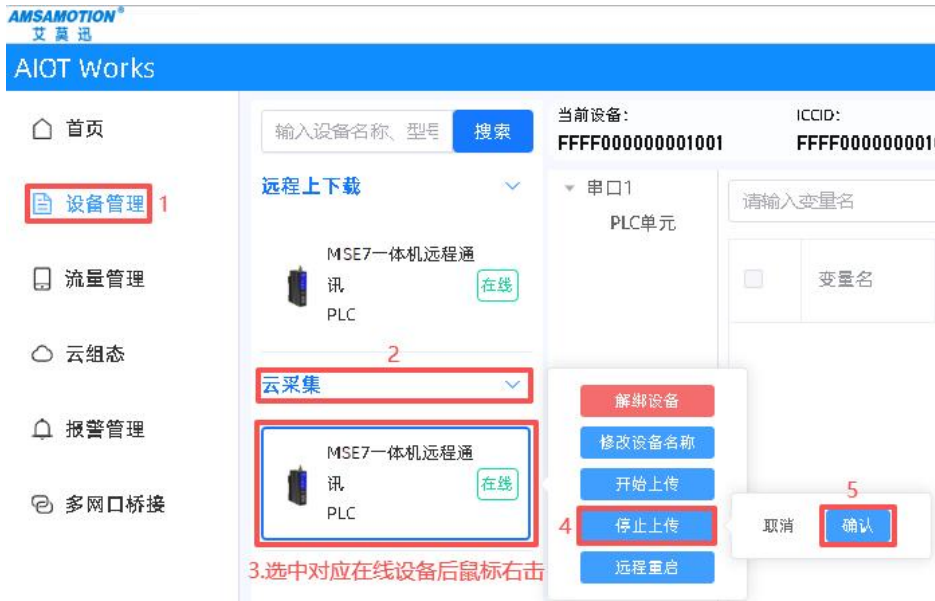 AMSAMOTION®
艾莫迅
AIOT Works
首页
设备管理 1
流量管理
云组态
报警管理
多网口桥接
输入设备名称、型号
搜索
远程上下载
MSE7一体机远程通
讯
PLC
在线
2
云采集
MSE7一体机远程通
讯
PLC
在线
3.选中对应在线设备后鼠标右击
当前设备:
FFFF000000001001
ICCID:
串口1
PLC单元
请输入变量名
变量名
解绑设备
修改设备名称
开始上传
4 停止上传
远程重启
5
取消
确认